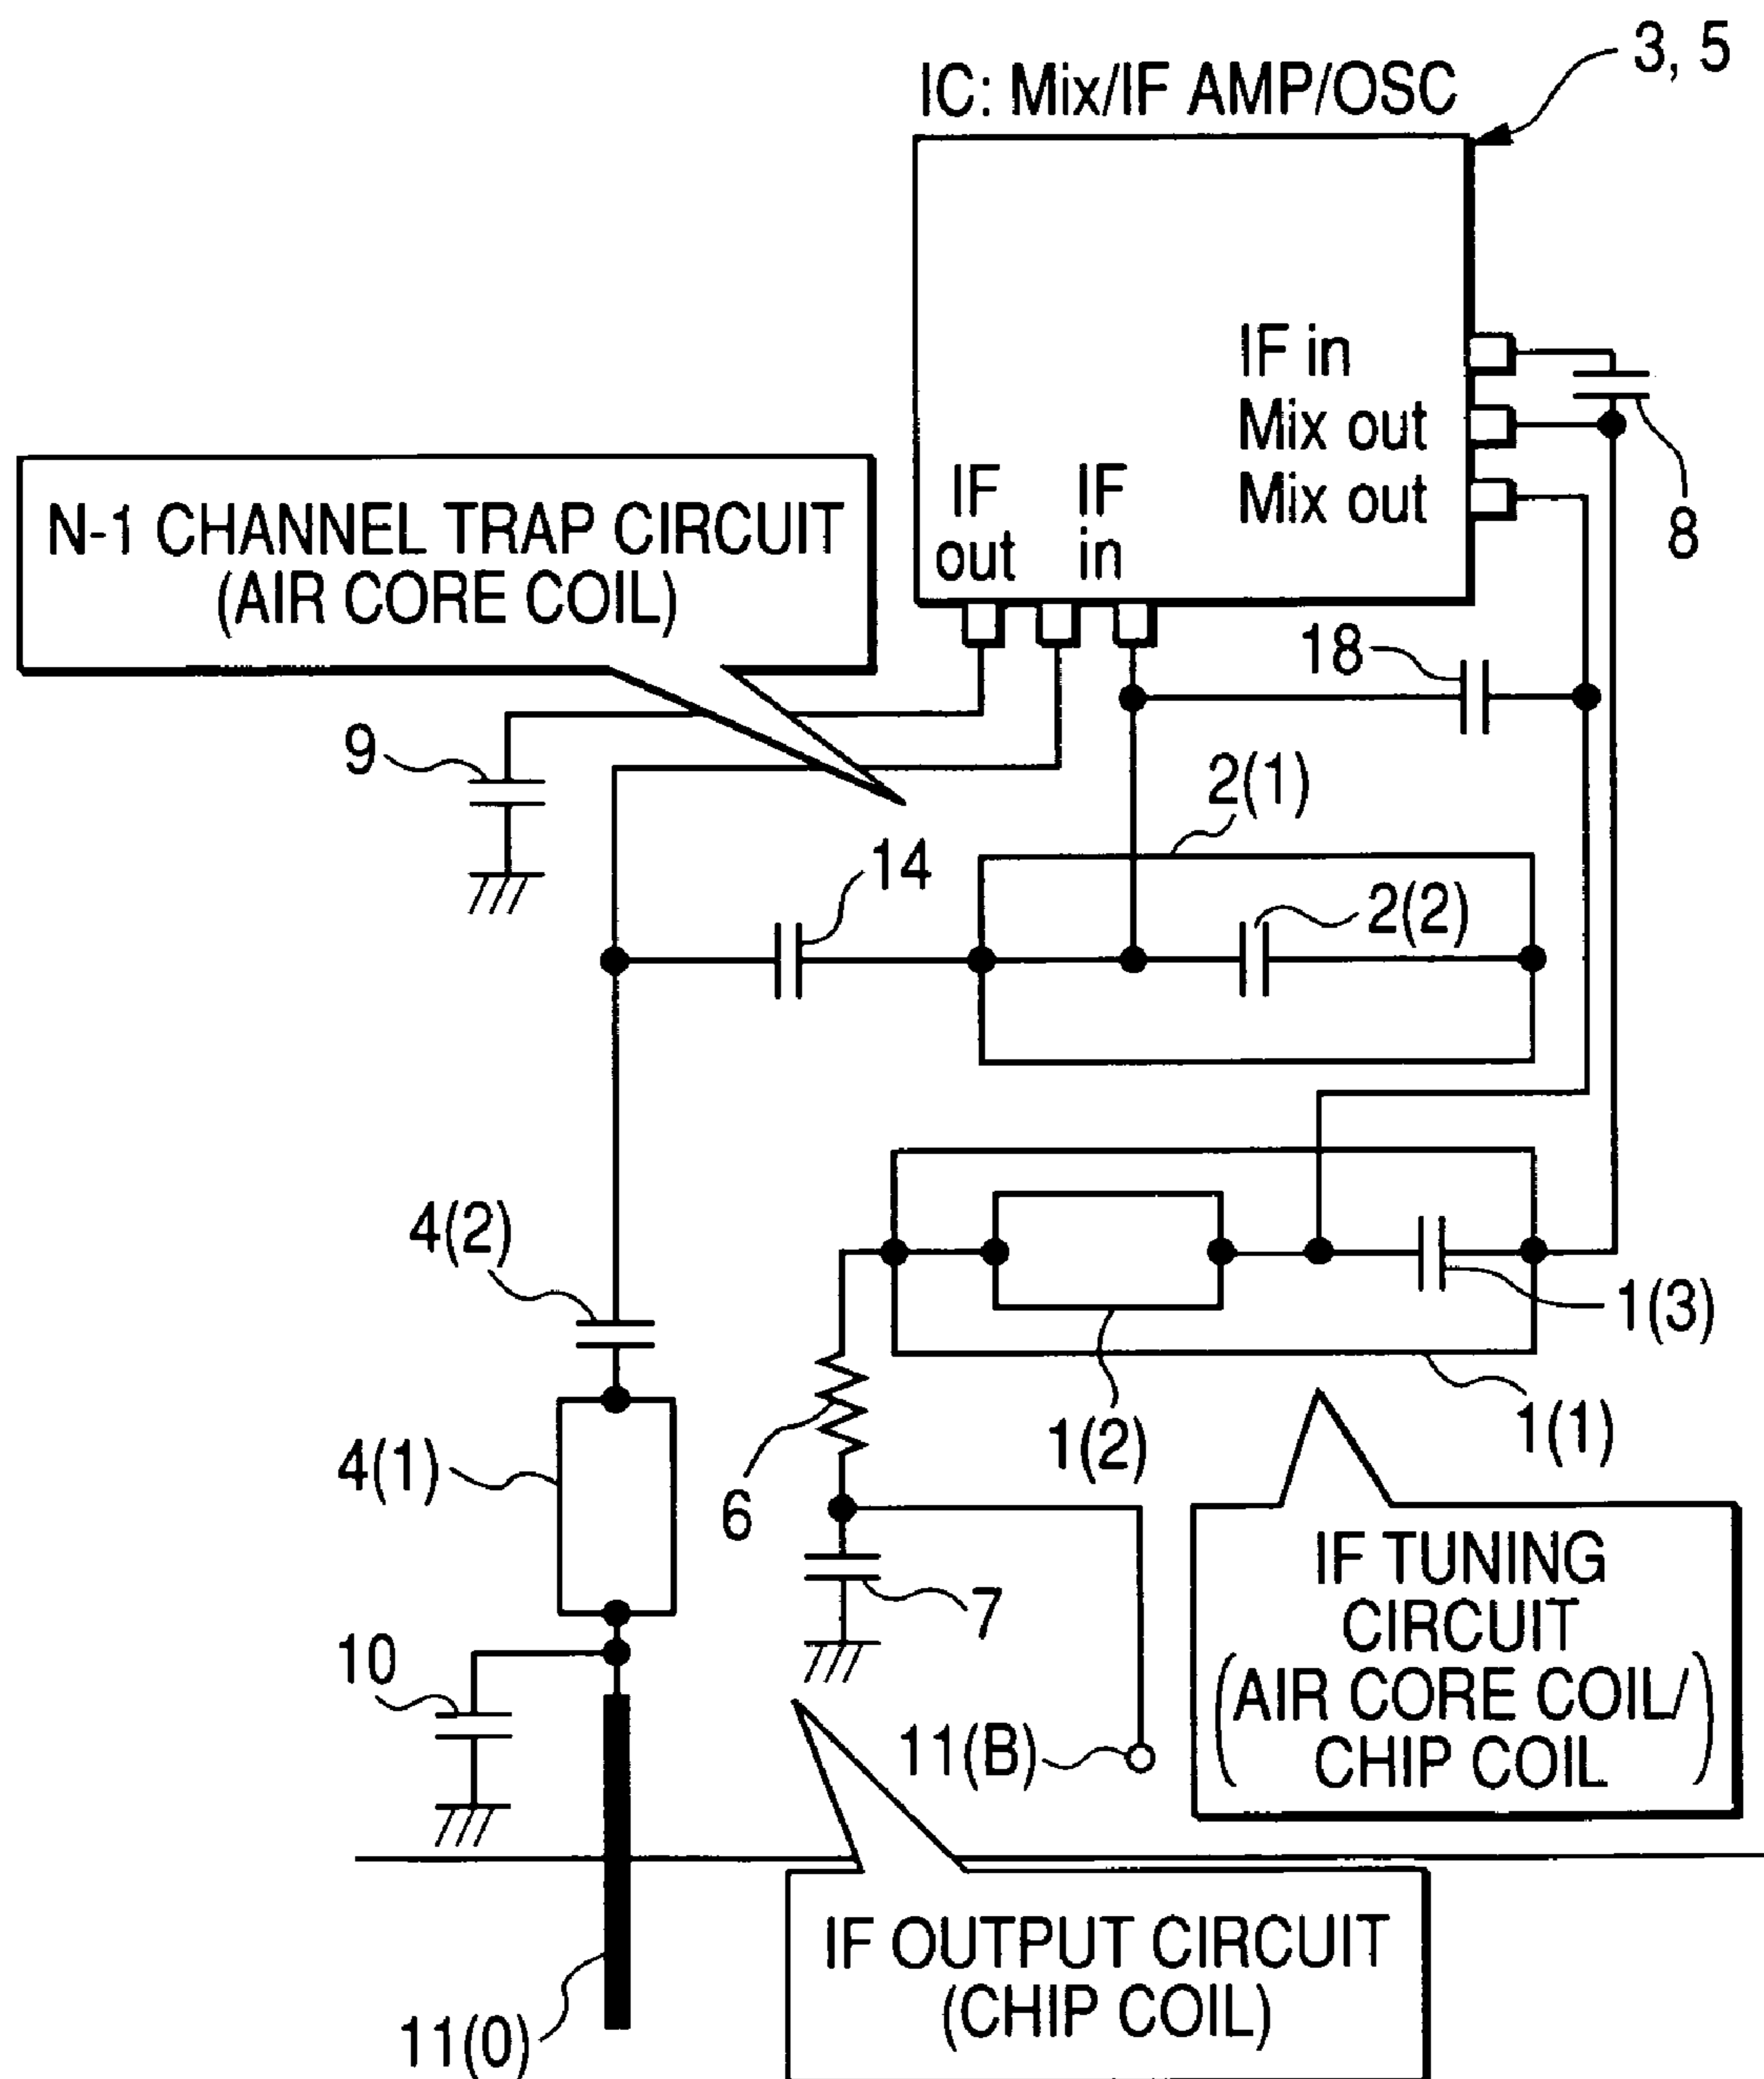 3, 5
IC: Mix/IF AMP/OSC
IF in
Mix out
Mix out
8
IF
out
IF
in
N-1 CHANNEL TRAP CIRCUIT
(AIR CORE COIL)
18
9
2(1)
14
2(2)
4(2)
1(3)
1(2)
1(1)
4(1)
6
7
IF TUNING
CIRCUIT
(AIR CORE COIL/
CHIP COIL)
10
11(B)
IF OUTPUT CIRCUIT
(CHIP COIL)
11(0)